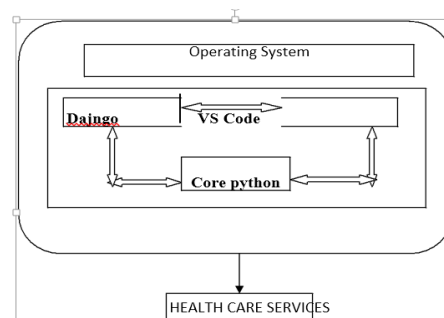 Operating System
Dajngo VS Code
Core python
HEALTH CARE SERVICES